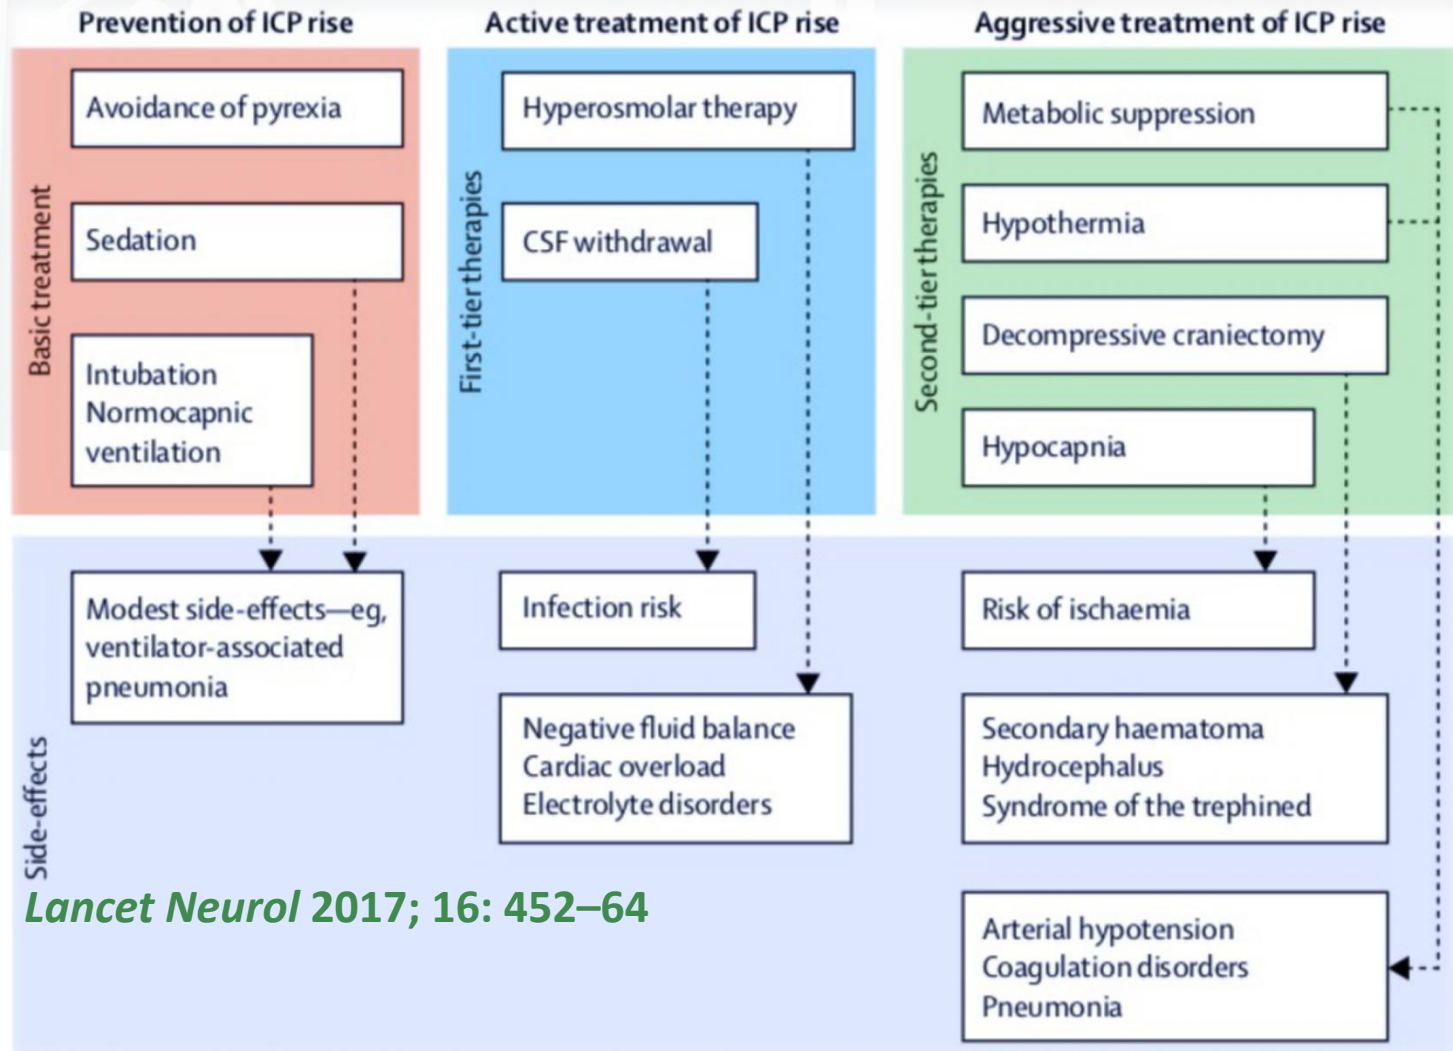 Prevention of ICP rise
Basic treatment
Avoidance of pyrexia
Sedation
Intubation
Normocapnic
ventilation
Active treatment of ICP rise
First-tier therapies
Hyperosmolar therapy
CSF withdrawal
Aggressive treatment of ICP rise
Second-tier therapies
Metabolic suppression
Hypothermia
Decompressive craniectomy
Hypocapnia
Side-effects
Modest side-effects—eg,
ventilator-associated
pneumonia
Infection risk
Negative fluid balance
Cardiac overload
Electrolyte disorders
Risk of ischaemia
Secondary haematoma
Hydrocephalus
Syndrome of the trephined
Arterial hypotension
Coagulation disorders
Pneumonia
Lancet Neurol 2017; 16: 452–64